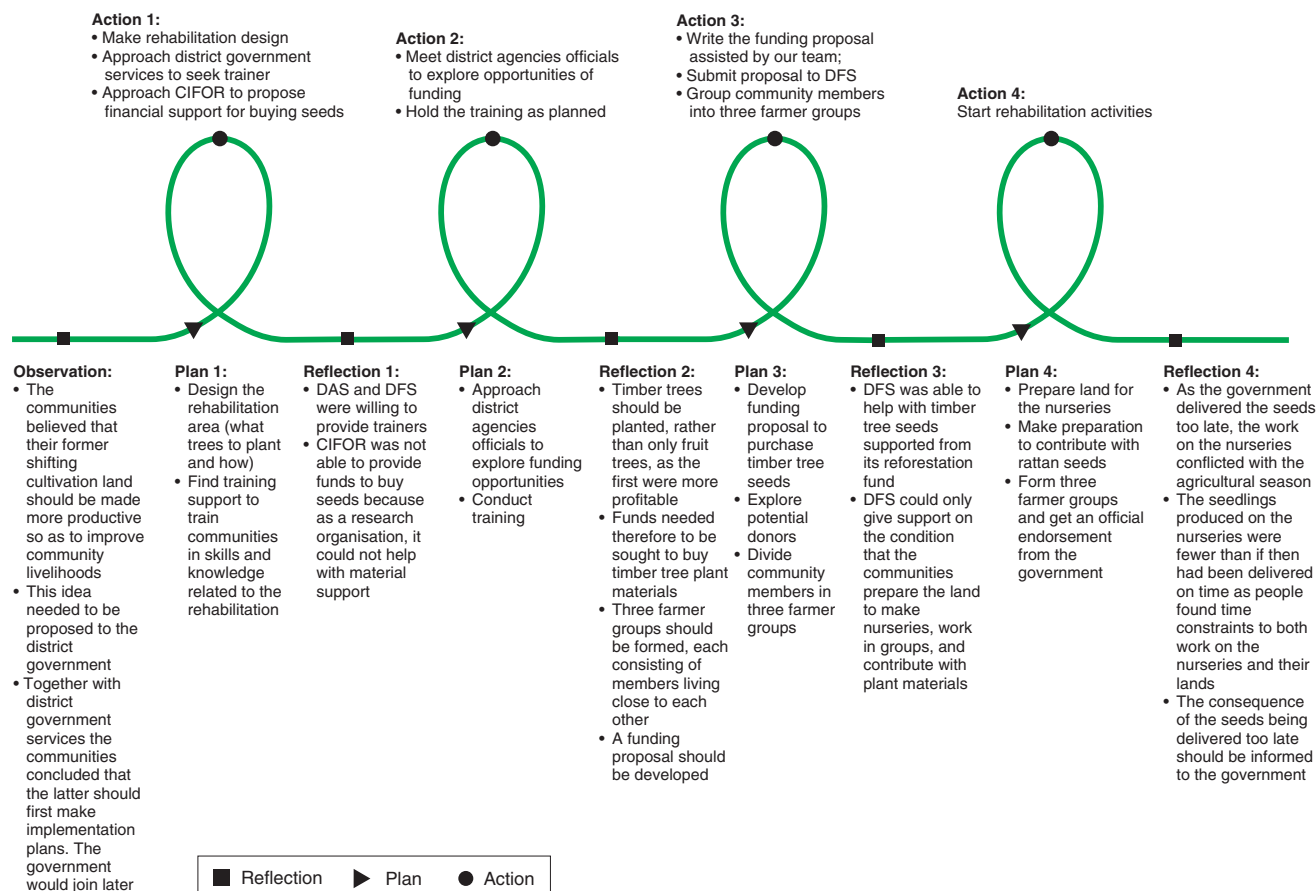 Action 1:
• Make rehabilitation design
• Approach district government
services to seek trainer
• Approach CIFOR to propose
financial support for buying seeds
Action 2:
• Meet district agencies officials
to explore opportunities of
funding
• Hold the training as planned
Action 3:
• Write the funding proposal
assisted by our team;
• Submit proposal to DFS
• Group community members
into three farmer groups
Action 4:
Start rehabilitation activities
Observation:
• The
communities
believed that
their former
shifting
cultivation land
should be made
more productive
so as to improve
community
livelihoods
• This idea
needed to be
proposed to the
district
government
• Together with
district
government
services the
communities
concluded that
the latter should
first make
implementation
plans. The
government
would join later
Plan 1:
• Design the
rehabilitation
area (what
trees to plant
and how)
• Find training
support to
train
communities
in skills and
knowledge
related to the
rehabilitation
Reflection 1:
• DAS and DFS
were willing to
provide trainers
• CIFOR was not
able to provide
funds to buy
seeds because
as a research
organisation, it
could not help
with material
support
Plan 2:
• Approach
district
agencies
officials to
explore funding
opportunities
• Conduct
training
Reflection 2:
• Timber trees
should be
planted, rather
than only fruit
trees, as the
first were more
profitable
• Funds needed
therefore to be
sought to buy
timber tree plant
materials
• Three farmer
groups should
be formed, each
consisting of
members living
close to each
other
• A funding
proposal should
be developed
Plan 3:
• Develop
funding
proposal to
purchase
timber tree
seeds
• Explore
potential
donors
• Divide
community
members in
three farmer
groups
Reflection 3:
• DFS was able to
help with timber
tree seeds
supported from
its reforestation
fund
• DFS could only
give support on
the condition
that the
communities
prepare the land
to make
nurseries, work
in groups, and
contribute with
plant materials
Plan 4:
• Prepare land for
the nurseries
• Make preparation
to contribute with
rattan seeds
• Form three
farmer groups
and get an official
endorsement
from the
government
Reflection 4:
• As the government
delivered the seeds
too late, the work
on the nurseries
conflicted with the
agricultural season
• The seedlings
produced on the
nurseries were
fewer than if then
had been delivered
on time as people
found time
constraints to both
work on the
nurseries and their
lands
• The consequence
of the seeds being
delivered too late
should be informed
to the government
Reflection Plan Action